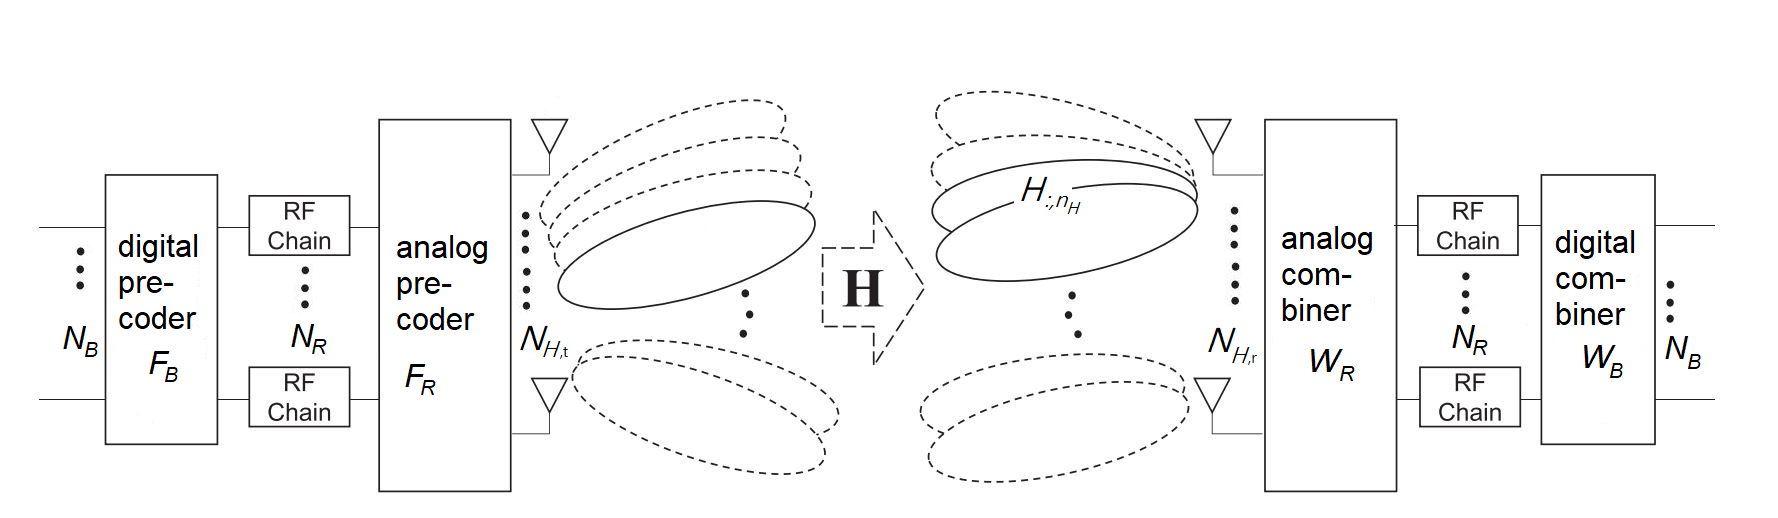 N_B
digital
pre-
coder
F_B
RF
Chain
N_R
RF
Chain
analog
pre-
coder
F_R
N_{H,t}
H
H_{:,n_H}
N_{H,r}
analog
com-
biner
W_R
RF
Chain
N_R
RF
Chain
digital
com-
biner
W_B
N_B